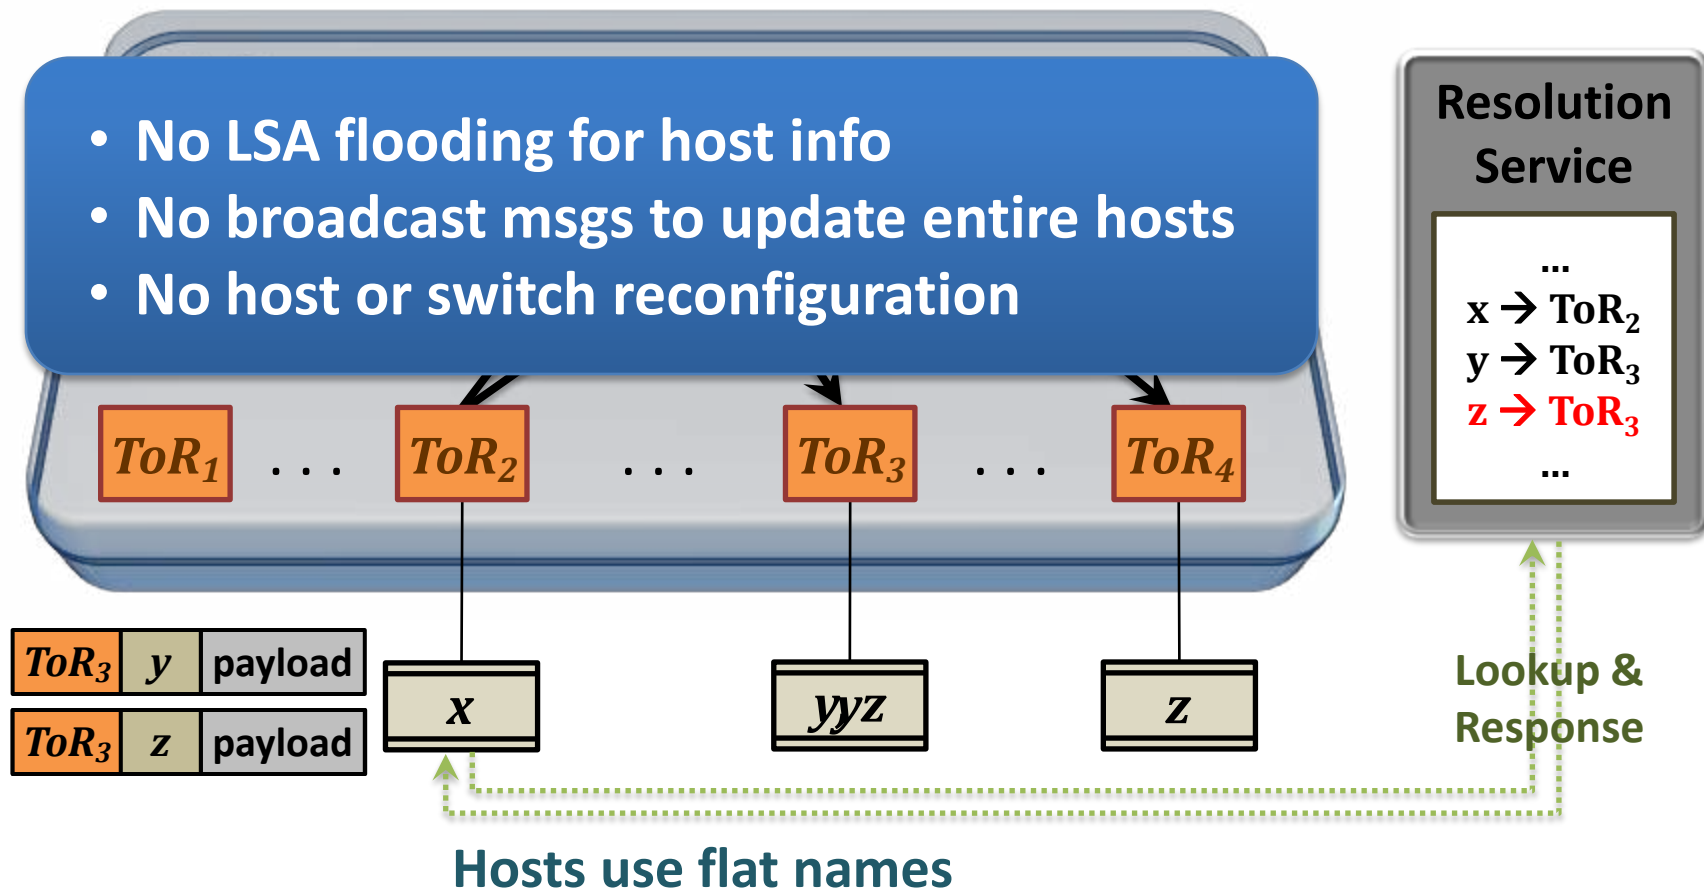 • No LSA flooding for host info
• No broadcast msgs to update entire hosts
• No host or switch reconfiguration
Resolution
Service
...
x → ToR2
y → ToR3
z → ToR3
...
ToR1 . . . ToR2 . . . ToR3 . . . ToR4
ToR3 y payload
ToR3 z payload
x
yyz
z
Lookup &
Response
Hosts use flat names